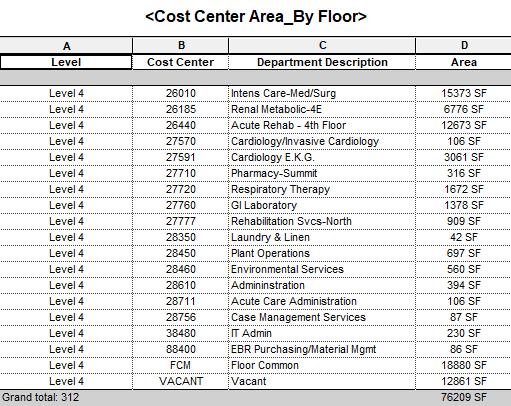 <Cost Center Area_By Floor>
A B C D
Level Cost Center Department Description Area
Level 4 26010 Intens Care-Med/Surg 15373 SF
Level 4 26185 Renal Metabolic-4E 6776 SF
Level 4 26440 Acute Rehab - 4th Floor 12673 SF
Level 4 27570 Cardiology/Invasive Cardiology 106 SF
Level 4 27591 Cardiology E.K.G. 3061 SF
Level 4 27710 Pharmacy-Summit 316 SF
Level 4 27720 Respiratory Therapy 1672 SF
Level 4 27760 GI Laboratory 1378 SF
Level 4 27777 Rehabilitation Svcs-North 909 SF
Level 4 28350 Laundry & Linen 42 SF
Level 4 28450 Plant Operations 697 SF
Level 4 28460 Environmental Services 560 SF
Level 4 28610 Admininstration 394 SF
Level 4 28711 Acute Care Administration 106 SF
Level 4 28756 Case Management Services 87 SF
Level 4 38480 IT Admin 230 SF
Level 4 88400 EBR Purchasing/Material Mgmt 86 SF
Level 4 FCM Floor Common 18880 SF
Level 4 VACANT Vacant 12861 SF
Grand total: 312 76209 SF